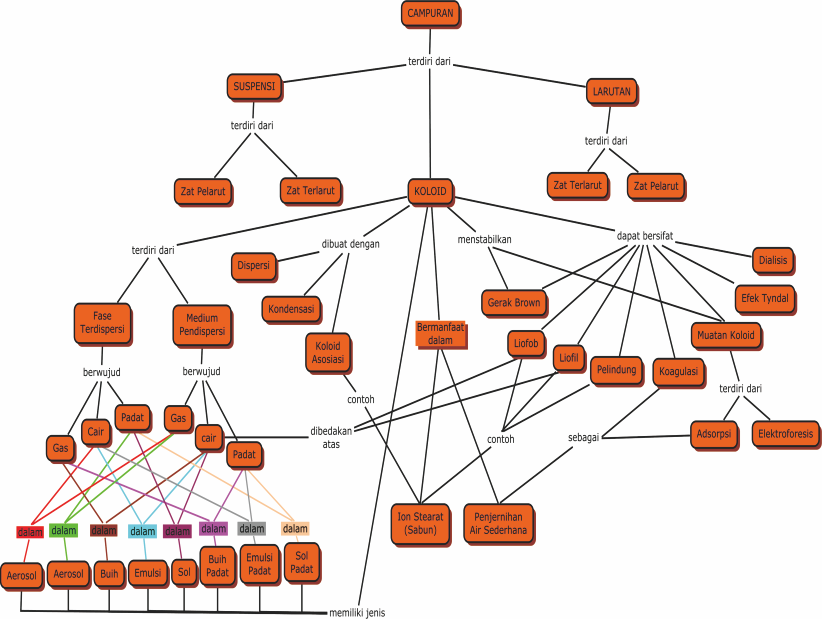 CAMPURAN
terdiri dari
SUSPENSI
LARUTAN
terdiri dari
terdiri dari
Zat Pelarut
Zat Terlarut
KOLOID
Zat Terlarut
Zat Pelarut
terdiri dari
dibuat dengan
menstabilkan
dapat bersifat
Dispersi
Dialisis
Kondensasi
Gerak Brown
Efek Tyndal
Fase
Terdispersi
Medium
Pendispersi
Bermanfaat
dalam
Muatan Koloid
Koloid
Asosiasi
Liofob
Liofil
Pelindung
Koagulasi
berwujud
berwujud
terdiri dari
contoh
Gas
Cair
Padat
Gas
cair
Padat
dibedakan
atas
contoh
sebagai
Adsorpsi
Elektroforesis
Ion Stearat
(Sabun)
Penjernihan
Air Sederhana
dalam
dalam
dalam
dalam
dalam
dalam
dalam
dalam
Aerosol
Aerosol
Buih
Emulsi
Sol
Buih
Padat
Emulsi
Padat
Sol
Padat
memiliki jenis